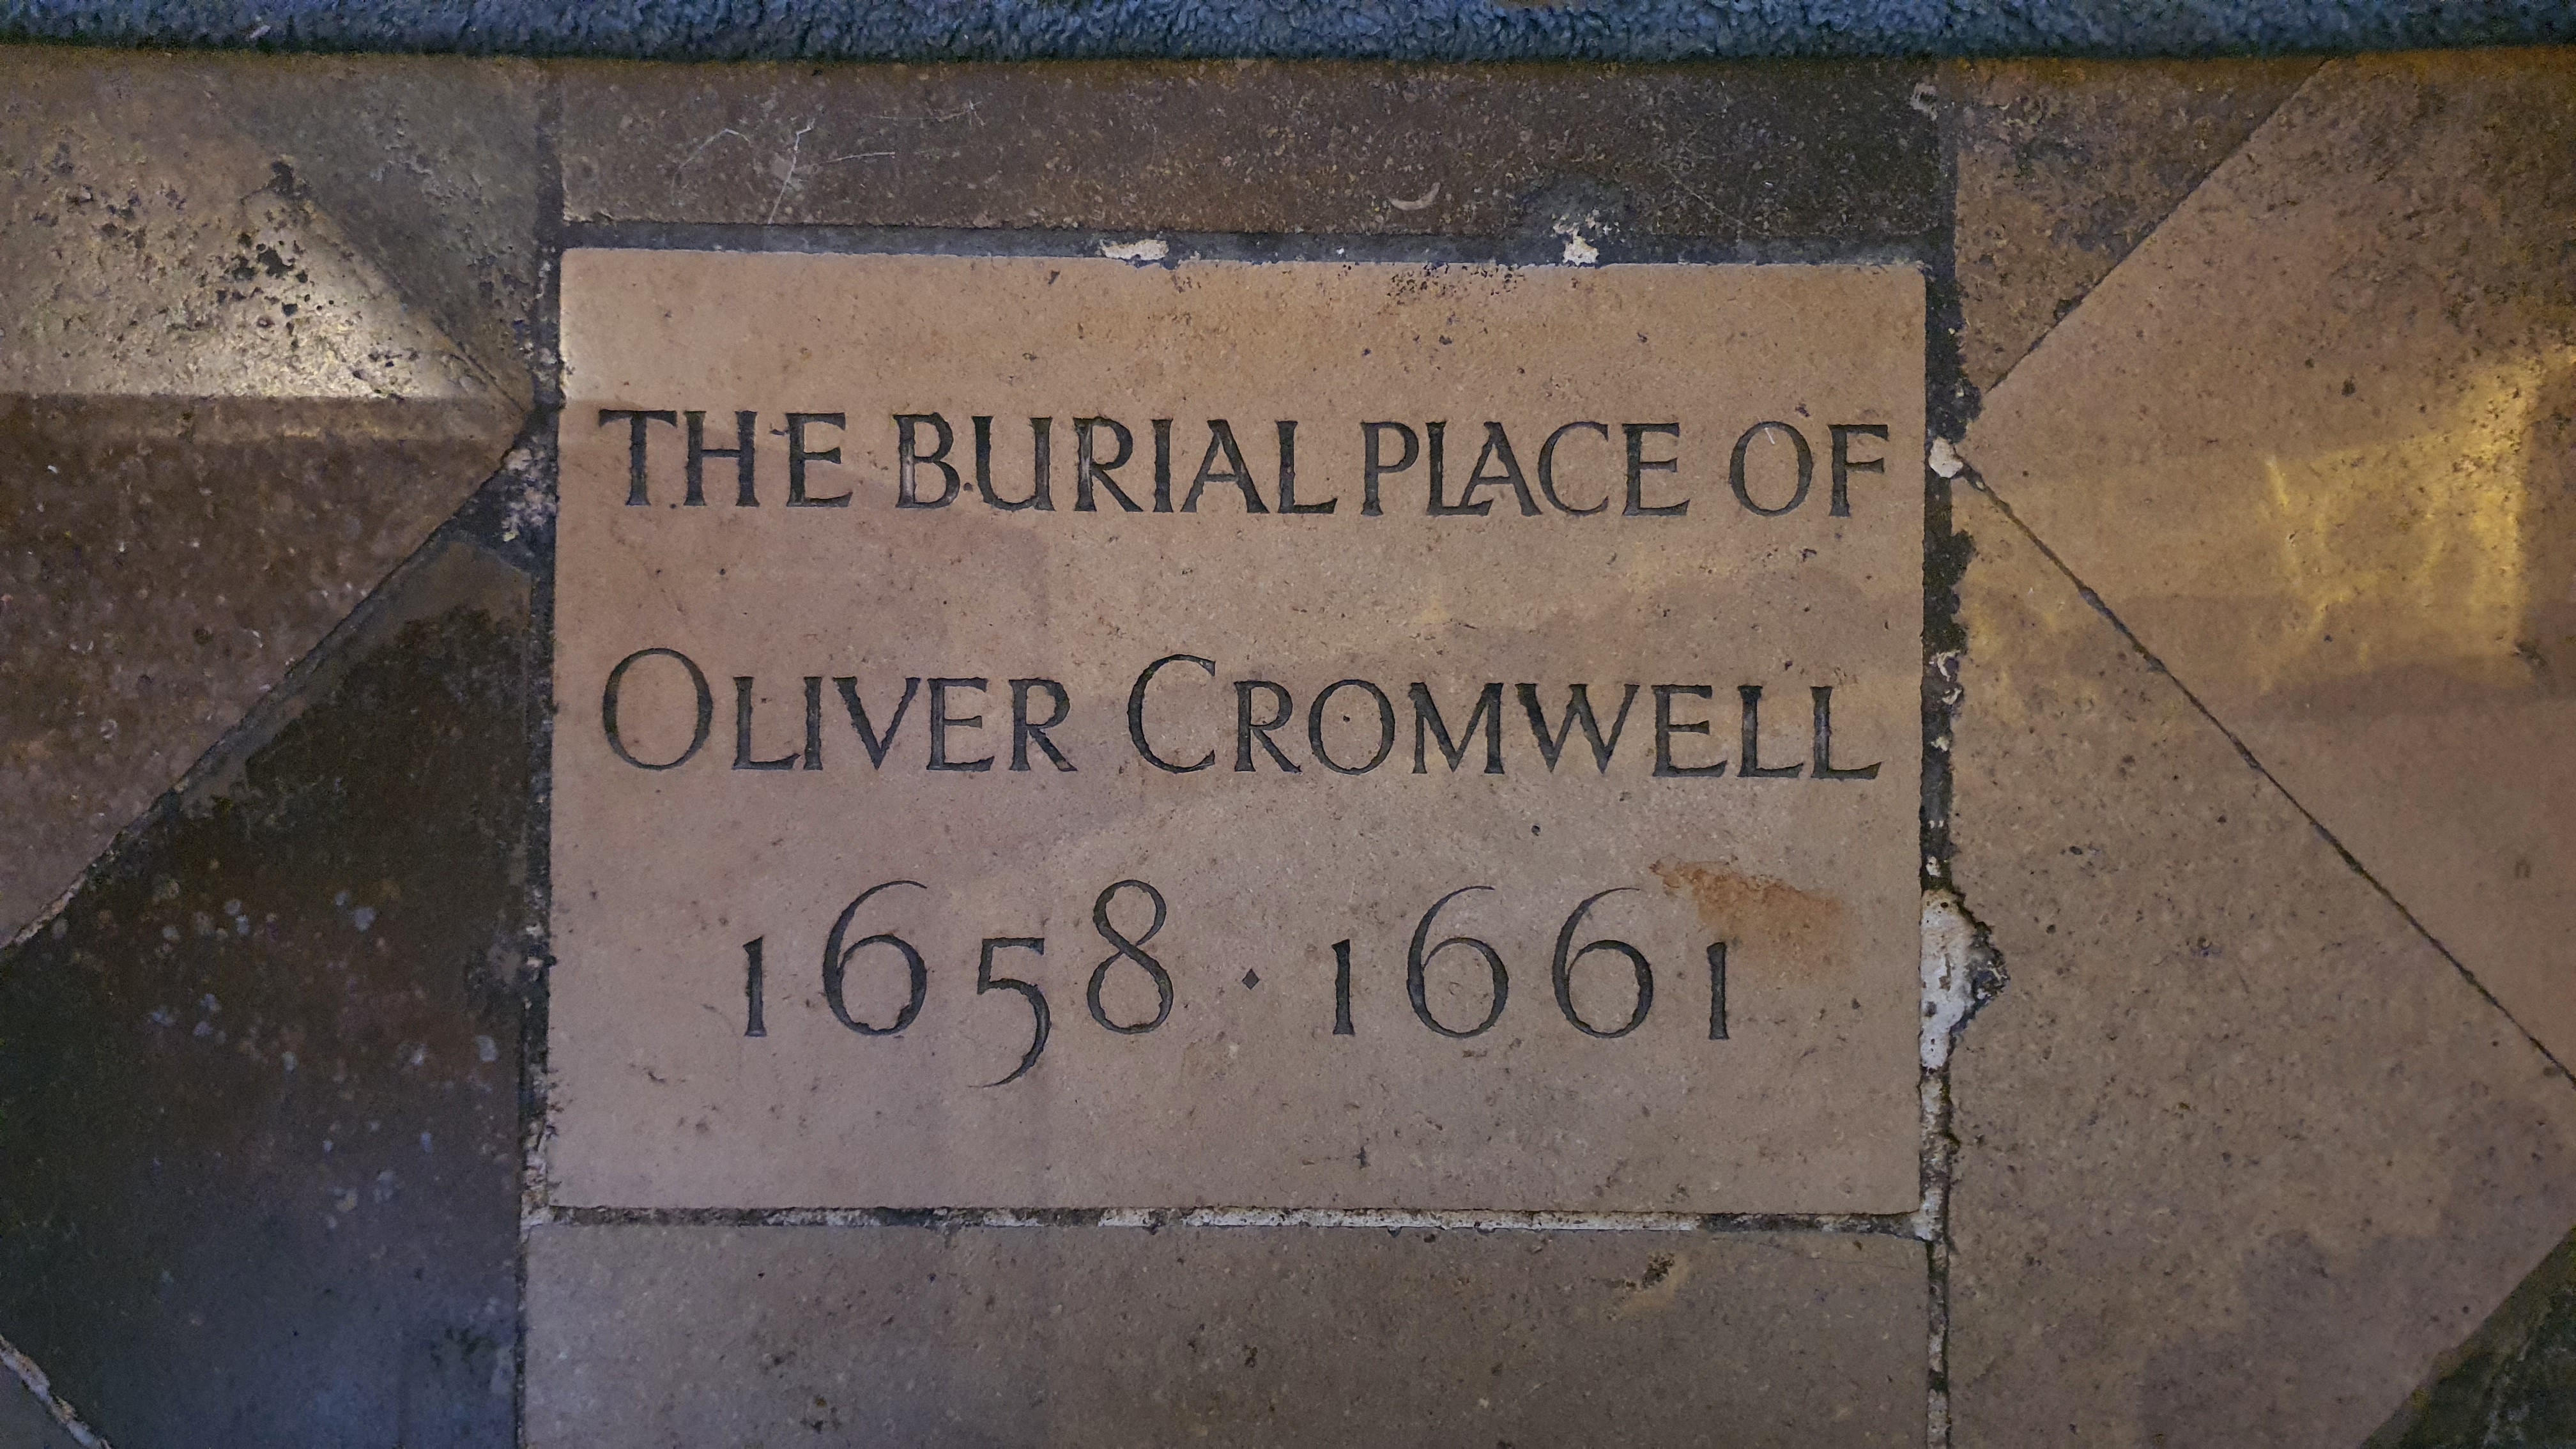 THE BURIAL PLACE OF
OLIVER CROMWELL
1658 · 1661